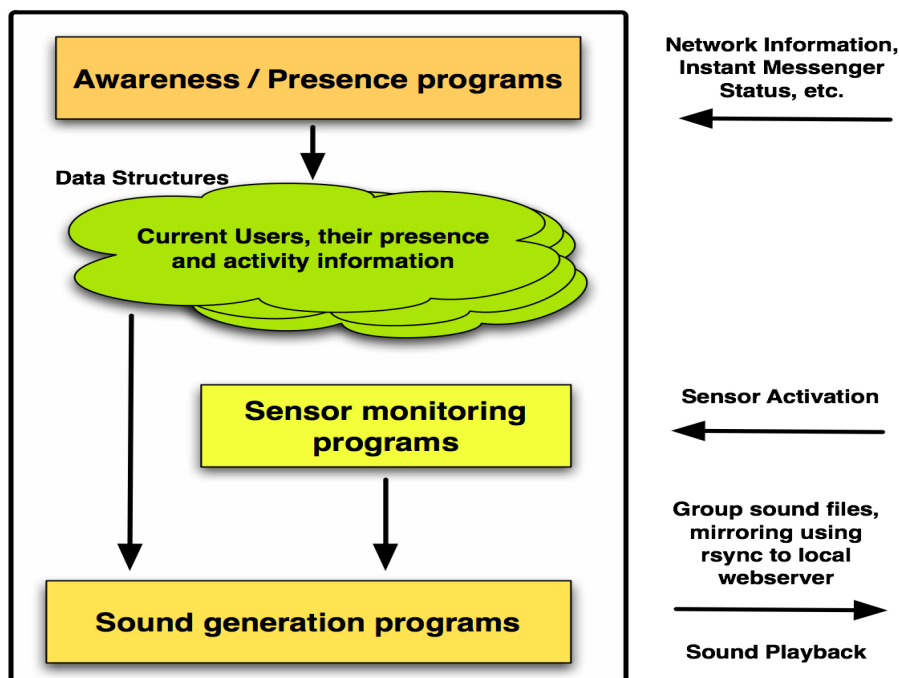 Awareness / Presence programs
Network Information,
Instant Messenger
Status, etc.
Data Structures
Current Users, their presence
and activity information
Sensor monitoring
programs
Sensor Activation
Group sound files,
mirroring using
rsync to local
webserver
Sound generation programs
Sound Playback